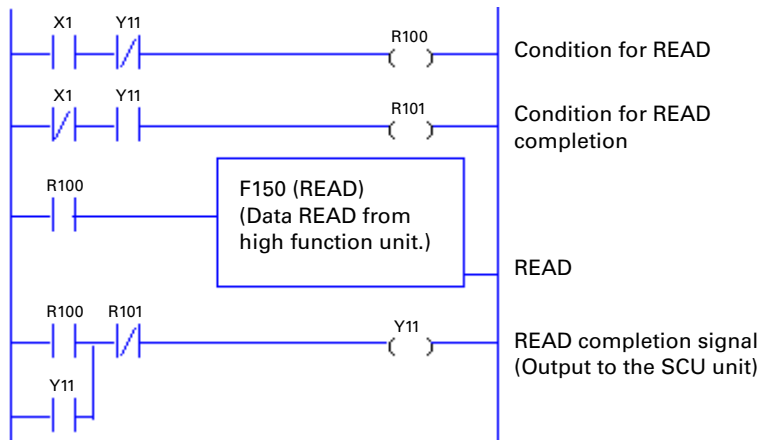 X1 Y11
R100
Condition for READ
X1 Y11
R101
Condition for READ
completion
R100
F150 (READ)
(Data READ from
high function unit.)
READ
R100 R101
Y11
READ completion signal
(Output to the SCU unit)
Y11